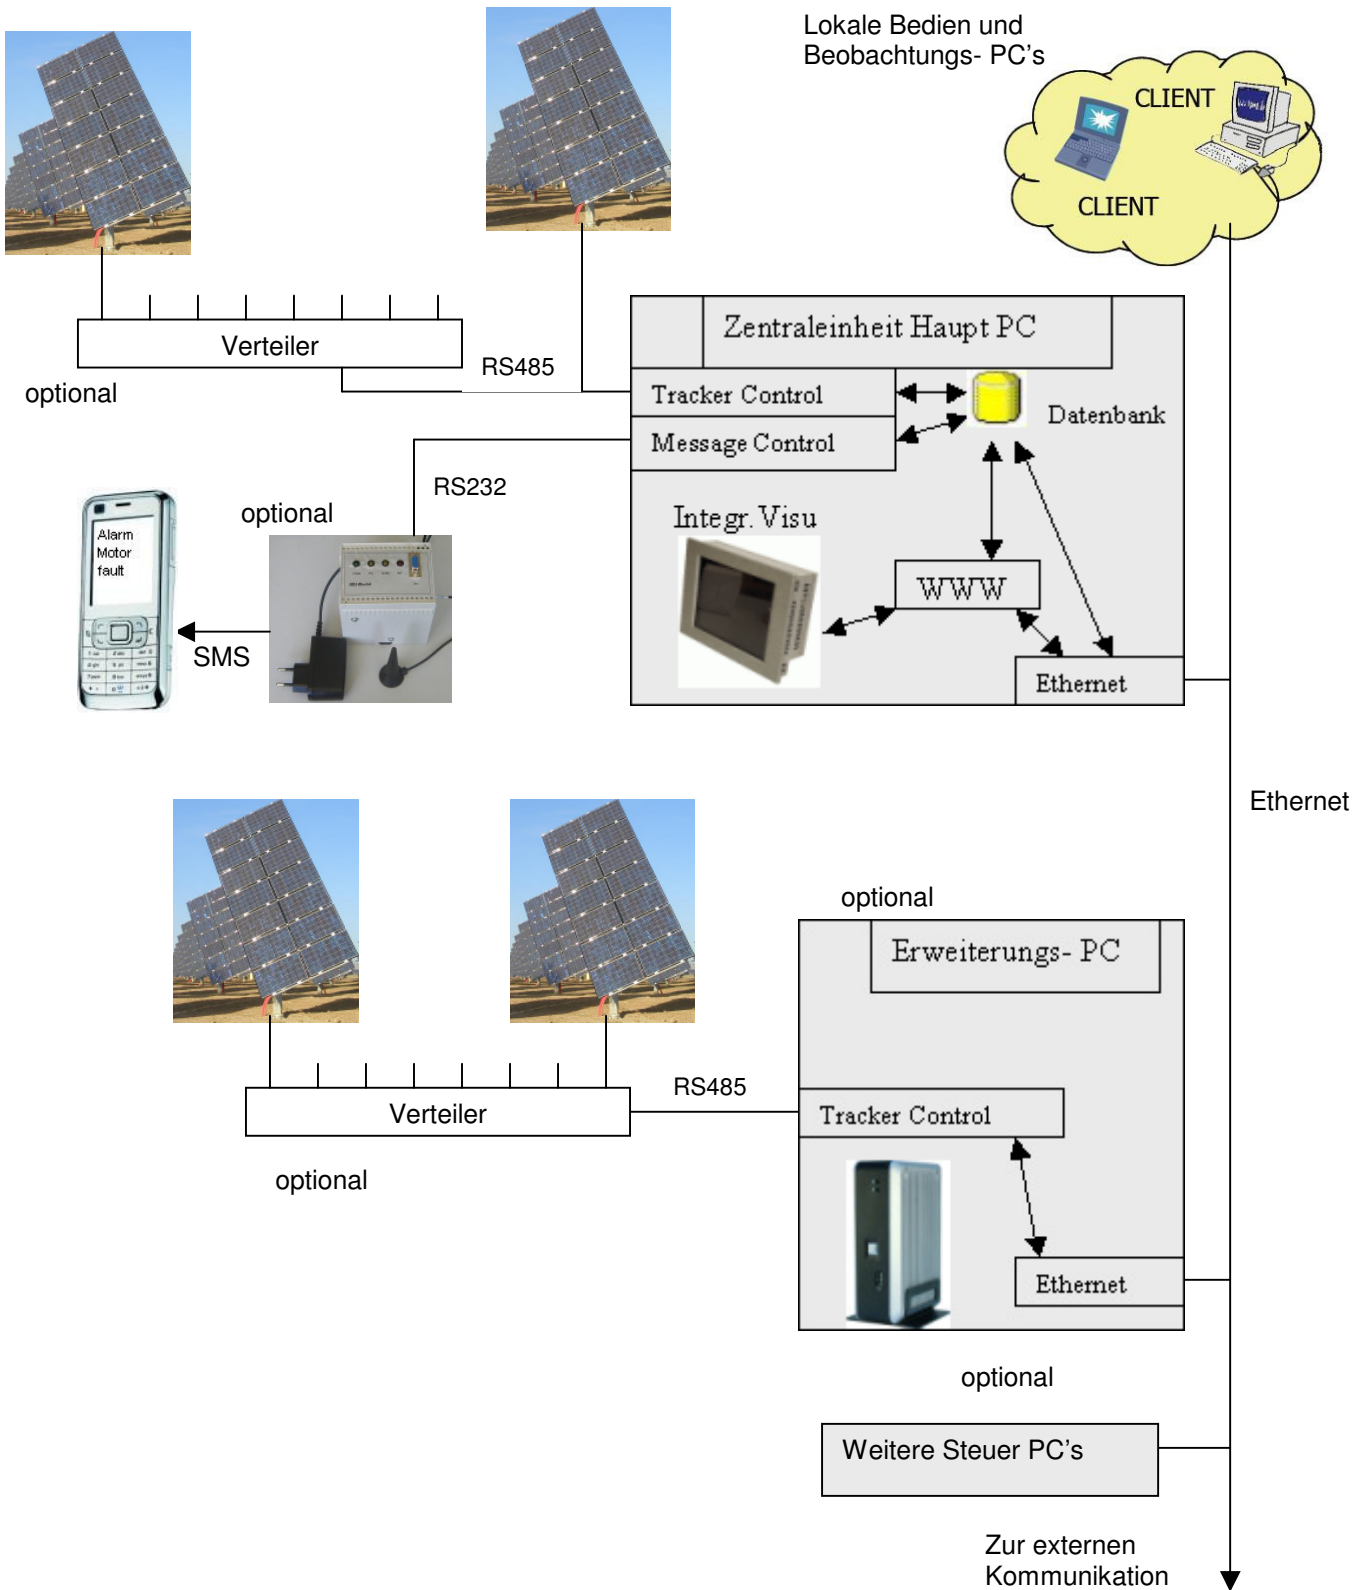 Lokale Bedien und
Beobachtungs- PC's
CLIENT
CLIENT
Verteiler
optional
RS485
Zentraleinheit Haupt PC
Tracker Control
Message Control
Datenbank
RS232
optional
Integr. Visu
WWW
Ethernet
Alarm
Motor
fault
SMS
Ethernet
optional
Erweiterungs- PC
RS485
Verteiler
optional
Tracker Control
Ethernet
optional
Weitere Steuer PC's
Zur externen
Kommunikation